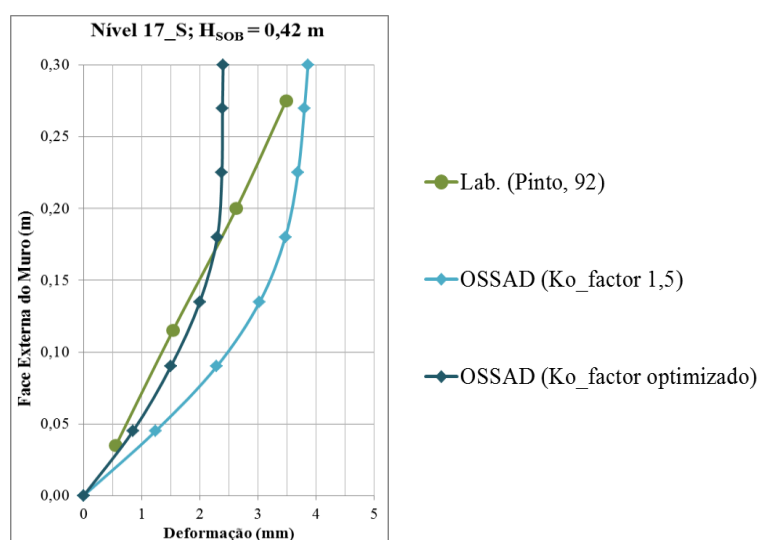 Nível 17_S; HSOB = 0,42 m
0,30
0,25
0,20
0,15
0,10
0,05
0,00
Face Externa do Muro (m)
0 1 2 3 4 5
Deformação (mm)
Lab. (Pinto, 92)
OSSAD (Ko_factor 1,5)
OSSAD (Ko_factor optimizado)